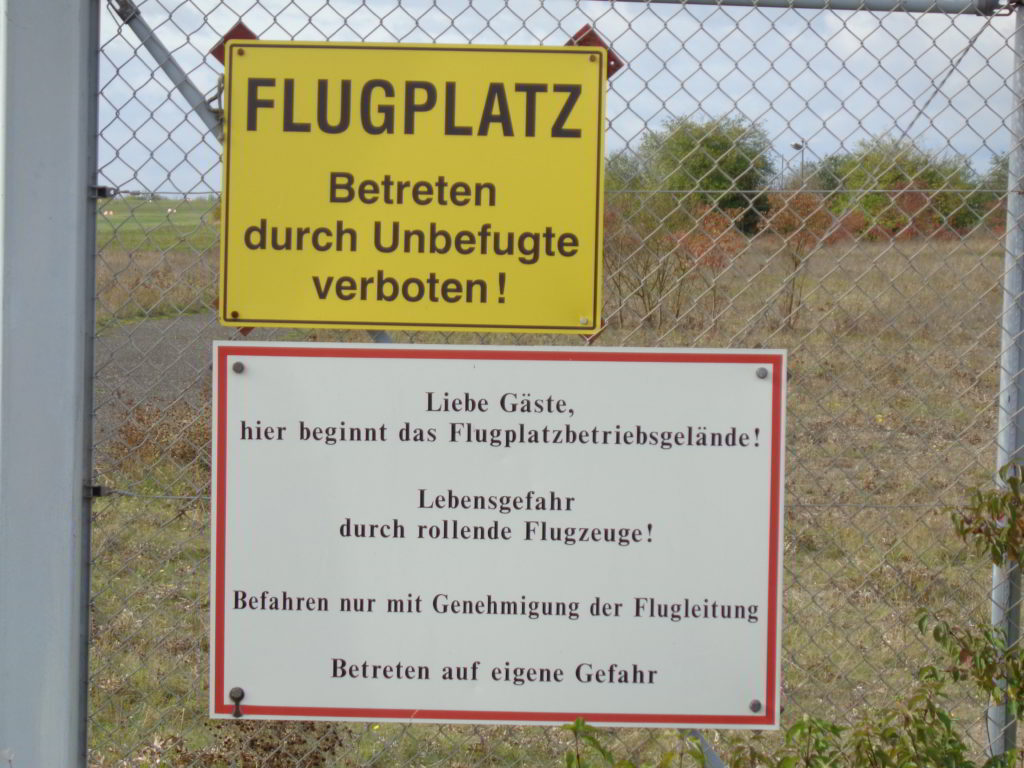 FLUGPLATZ
Betreten
durch Unbefugte
verboten!
Liebe Gäste,
hier beginnt das Flugplatzbetriebsgelände!
Lebensgefahr
durch rollende Flugzeuge!
Befahren nur mit Genehmigung der Flugleitung
Betreten auf eigene Gefahr